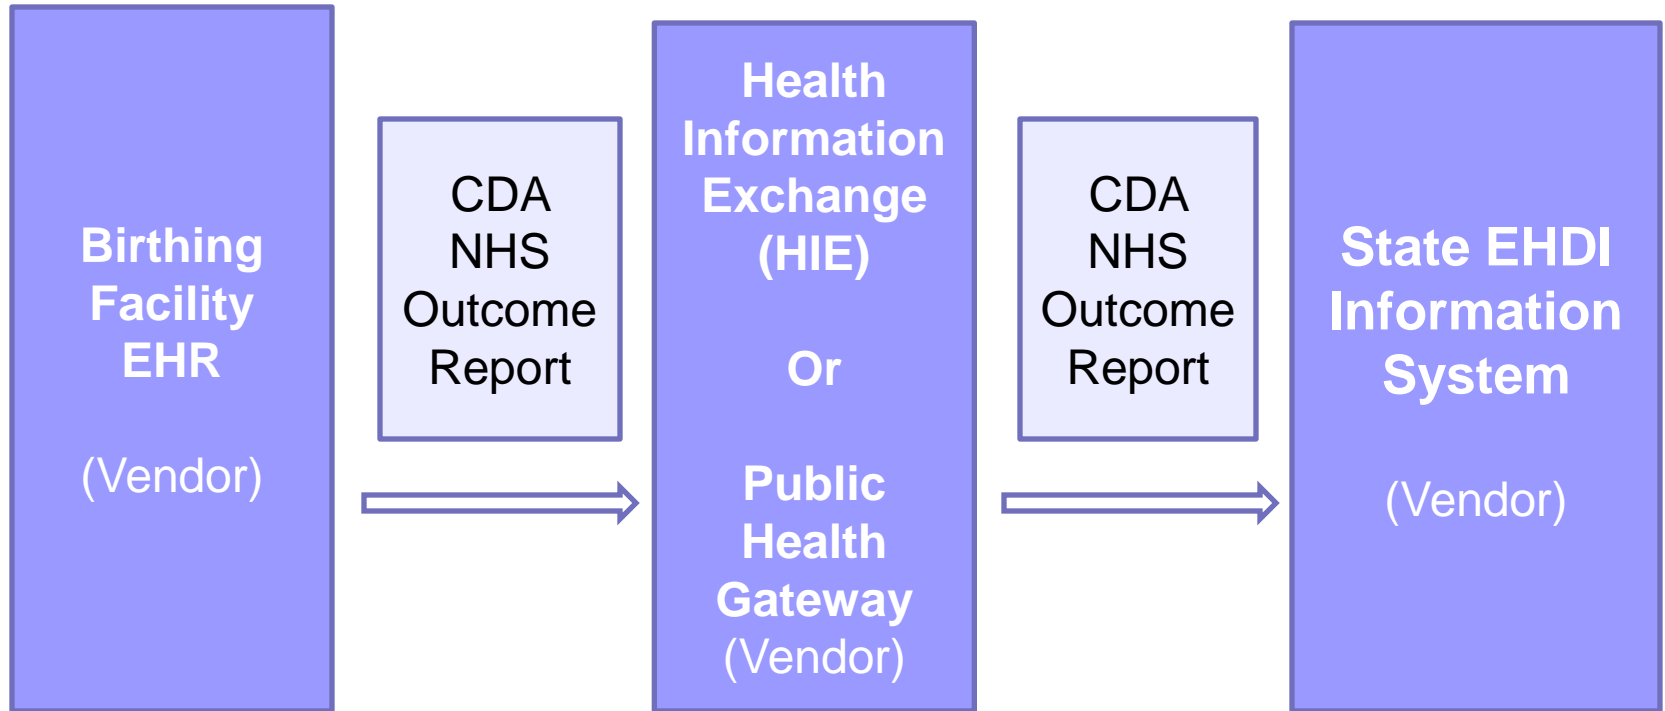 Birthing
Facility
EHR
(Vendor)
CDA
NHS
Outcome
Report
Health
Information
Exchange
(HIE)
Or
Public
Health
Gateway
(Vendor)
CDA
NHS
Outcome
Report
State EHDI
Information
System
(Vendor)